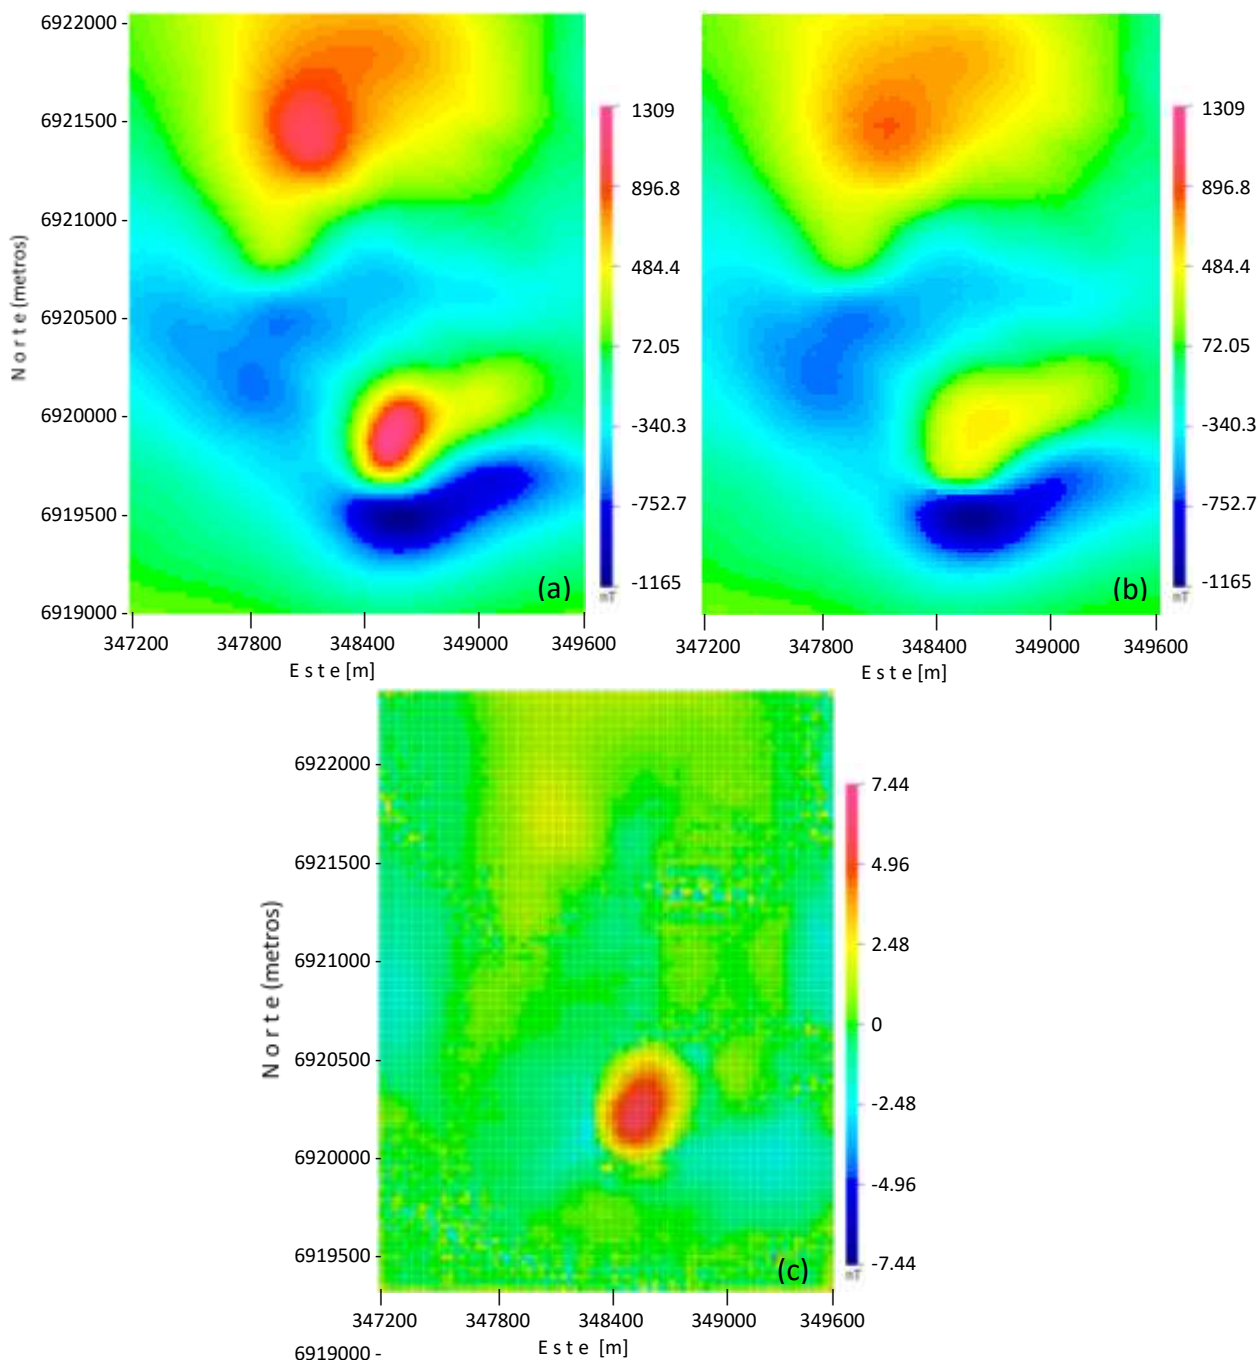 6922000
6921500
6921000
6920500
6920000
6919500
6919000
Norte (metros)
347200 347800 348400 349000 349600
Este [m]
1309
896.8
484.4
72.05
-340.3
-752.7
-1165
nT
(a)
347200 347800 348400 349000 349600
Este [m]
1309
896.8
484.4
72.05
-340.3
-752.7
-1165
nT
(b)
6922000
6921500
6921000
6920500
6920000
6919500
6919000
Norte (metros)
347200 347800 348400 349000 349600
Este [m]
7.44
4.96
2.48
0
-2.48
-4.96
-7.44
nT
(c)